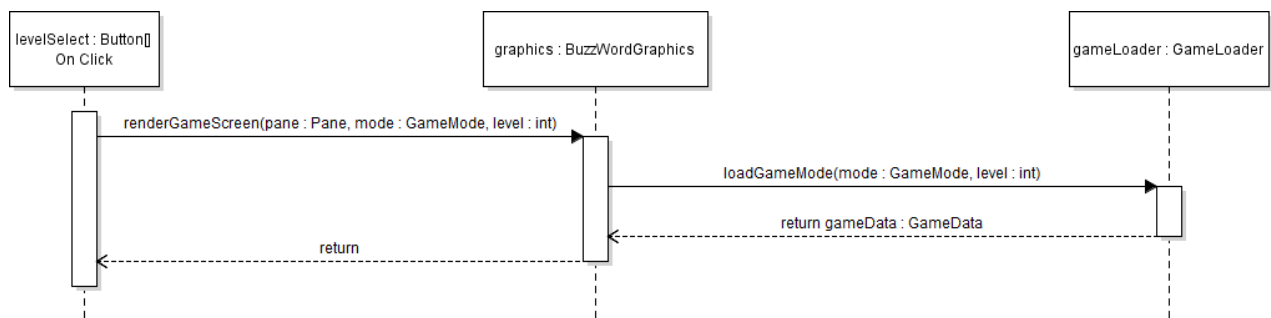 levelSelect : Button[]
On Click
graphics : BuzzWordGraphics
gameLoader : GameLoader
renderGameScreen(pane : Pane, mode : GameMode, level : int)
loadGameMode(mode : GameMode, level : int)
return gameData : GameData
return